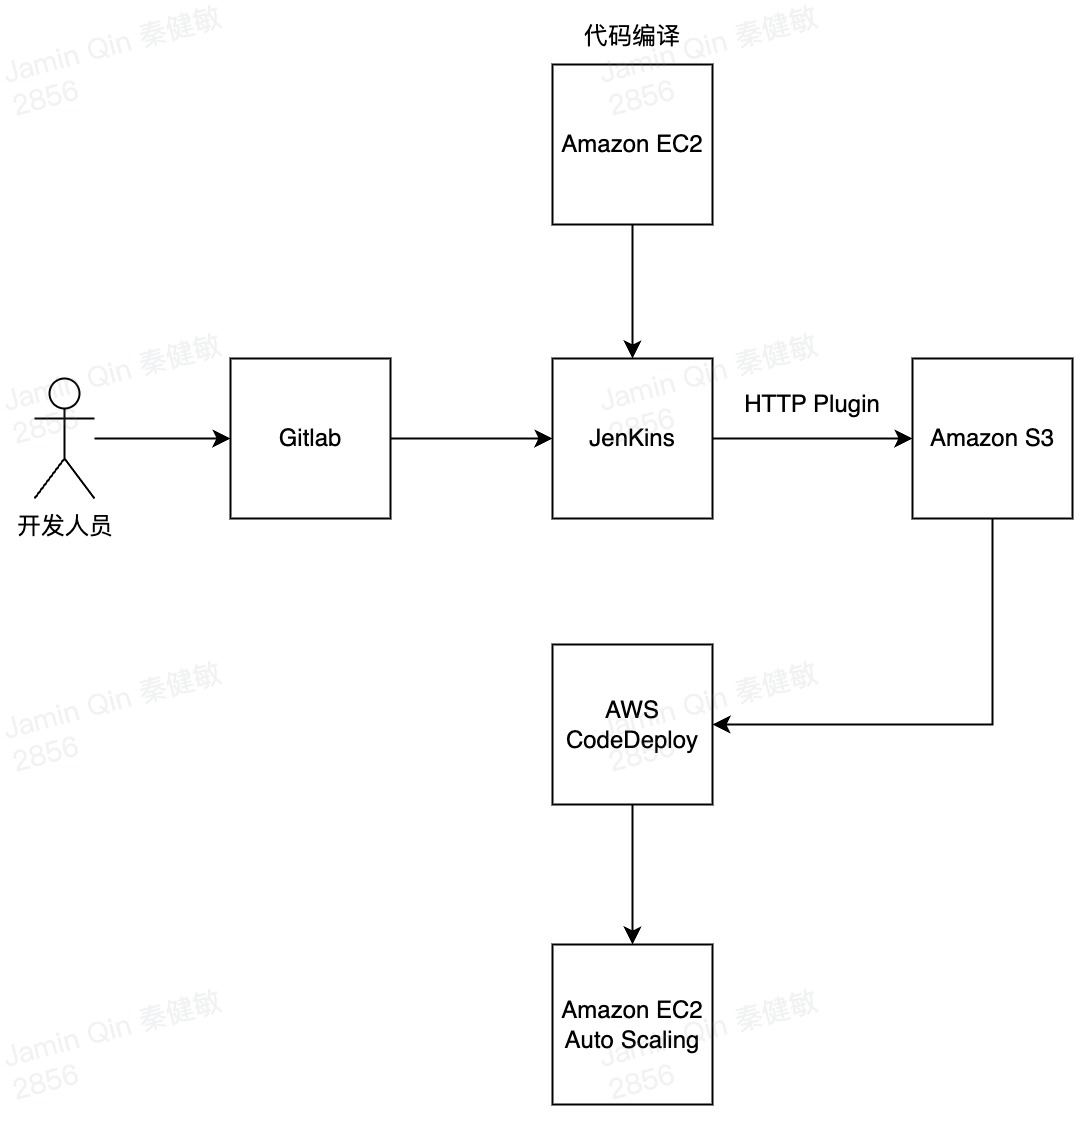 Jamin Qin 秦健敏
2856
Jamin Qin 秦健敏
2856
代码编译
Amazon EC2
Jamin Qin 秦健敏
2856
Jamin Qin 秦健敏
2856
HTTP Plugin
Gitlab
JenKins
Amazon S3
开发人员
Jamin Qin 秦健敏
2856
Jamin Qin 秦健敏
2856
AWS
CodeDeploy
Jamin Qin 秦健敏
2856
Jamin Qin 秦健敏
2856
Amazon EC2
Auto Scaling